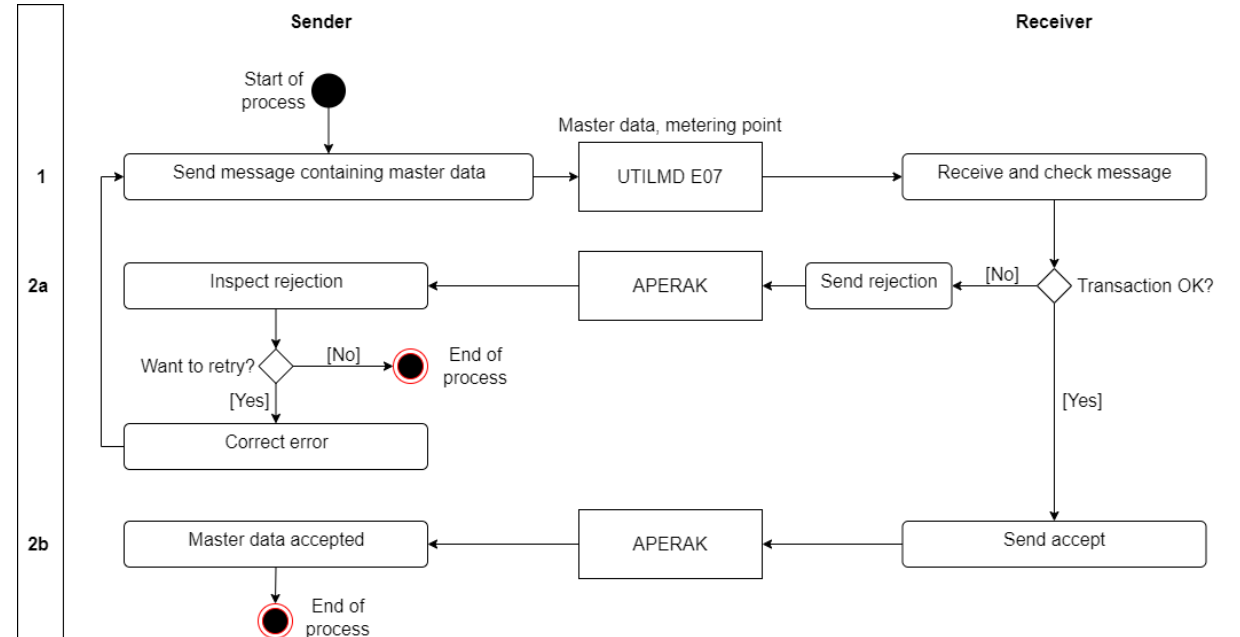 Sender
Receiver
Start of
process
Master data, metering point
1
Send message containing master data
UTILMD E07
Receive and check message
2a
Inspect rejection
APERAK
Send rejection
[No]
Transaction OK?
Want to retry?
[No]
End of
process
[Yes]
[Yes]
Correct error
2b
Master data accepted
APERAK
Send accept
End of
process